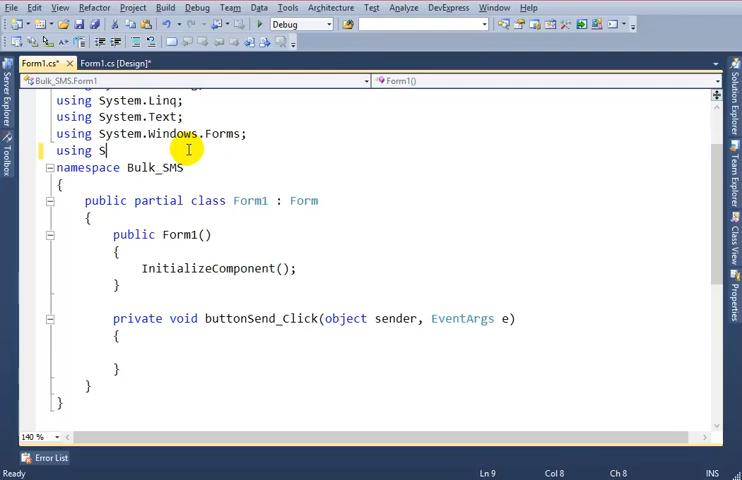 File Edit View Refactor Project Build Debug Team Data Tools Architecture Test Analyze DevExpress Window Help
Debug
Form1.cs* Form1.cs [Design]*
Bulk_SMS.Form1 Form1()
using System.Linq;
using System.Text;
using System.Windows.Forms;
using S
namespace Bulk_SMS
{
public partial class Form1 : Form
{
public Form1()
{
InitializeComponent();
}
private void buttonSend_Click(object sender, EventArgs e)
{
}
}
}
140 %
Error List
Ready Ln 9 Col 8 Ch 8 INS
Server Explorer
Toolbox
Solution Explorer
Team Explorer
Class View
Properties